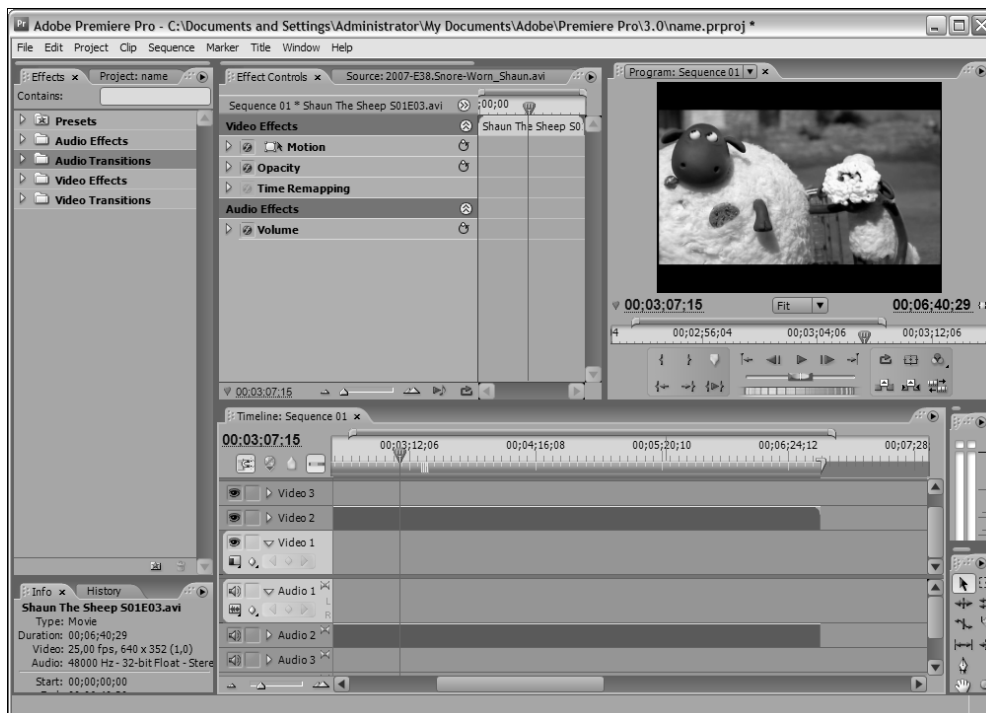 Adobe Premiere Pro - C:\Documents and Settings\Administrator\My Documents\Adobe\Premiere Pro\3.0\name.prproj *
File Edit Project Clip Sequence Marker Title Window Help
Effects x Project: name
Contains:
Presets
Audio Effects
Audio Transitions
Video Effects
Video Transitions
Effect Controls x Source: 2007-E38.Snore-Worn_Shaun.avi
Sequence 01 * Shaun The Sheep S01E03.avi
;00;00
Video Effects
Shaun The Sheep S0
Motion
Opacity
Time Remapping
Audio Effects
Volume
00;03;07;15
Program: Sequence 01 x
00;03;07;15 Fit 00;06;40;29
4 00;02;56;04 00;03;04;06 00;03;12;06
Timeline: Sequence 01 x
00;03;07;15
00;03;12;06 00;04;16;08 00;05;20;10 00;06;24;12 00;07;28;
Video 3
Video 2
Video 1
Audio 1
L
R
Audio 2
Audio 3
Info x History
Shaun The Sheep S01E03.avi
Type: Movie
Duration: 00;06;40;29
Video: 25,00 fps, 640 x 352 (1,0)
Audio: 48000 Hz - 32-bit Float - Stere
Start: 00;00;00;00